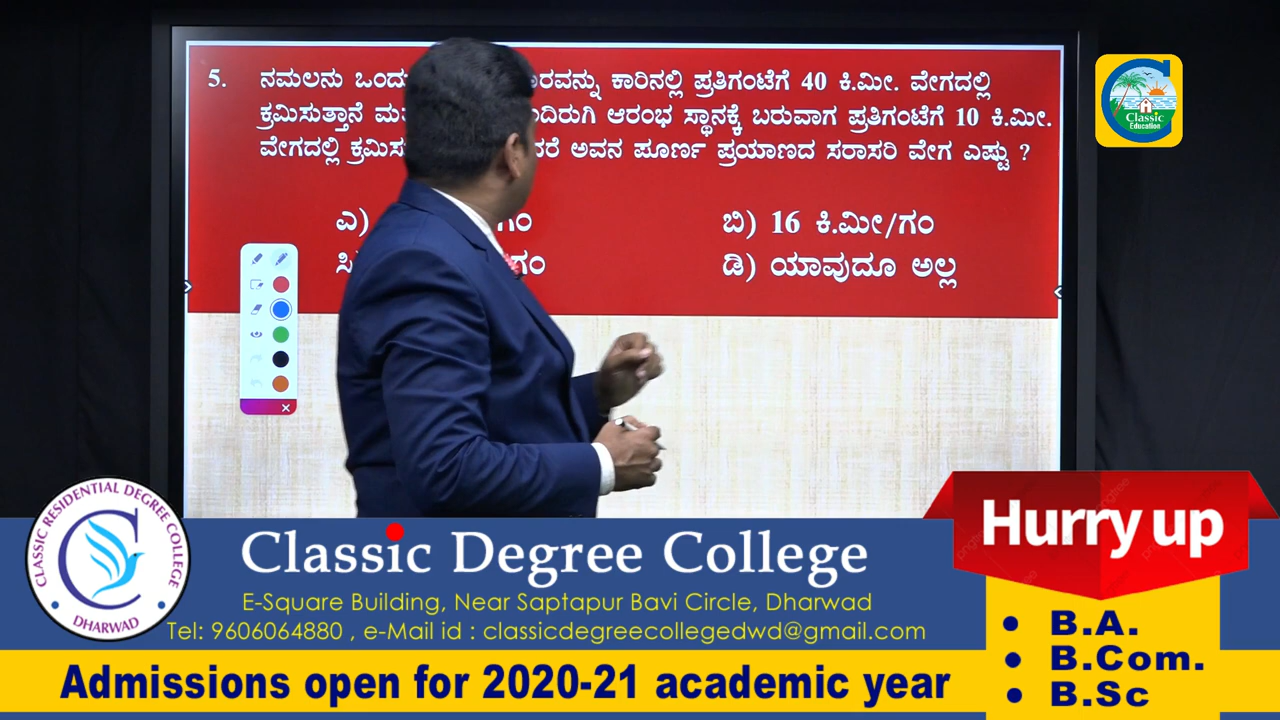 5. ನಮಲನು ಒಂದು ಕಾರಿನಲ್ಲಿ ಪ್ರತಿಗಂಟೆಗೆ 40 ಕಿ.ಮೀ. ವೇಗದಲ್ಲಿ
ಕ್ರಮಿಸುತ್ತಾನೆ ಆರಂಭ ಸ್ಥಾನಕ್ಕೆ ಬರುವಾಗ ಪ್ರತಿಗಂಟೆಗೆ 10 ಕಿ.ಮೀ.
ವೇಗದಲ್ಲಿ ಅವನ ಪೂರ್ಣ ಪ್ರಯಾಣದ ಸರಾಸರಿ ವೇಗ ಎಷ್ಟು ?
ಎ)
ಬಿ) 16 ಕಿ.ಮೀ/ಗಂ
ಡಿ) ಯಾವುದೂ ಅಲ್ಲ
Classic
Education
CLASSIC RESIDENTIAL DEGREE COLLEGE
DHARWAD
Classic Degree College
E-Square Building, Near Saptapur Bavi Circle, Dharwad
Tel: 9606064880 , e-Mail id : classicdegreecollegedwd@gmail.com
Admissions open for 2020-21 academic year
Hurry up
• B.A.
• B.Com.
• B.Sc